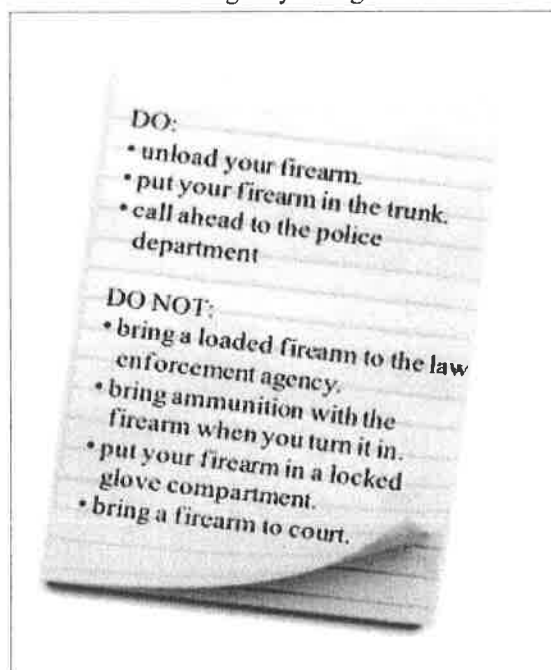 DO:
• unload your firearm.
• put your firearm in the trunk.
• call ahead to the police
department
DO NOT:
• bring a loaded firearm to the law
enforcement agency.
• bring ammunition with the
firearm when you turn it in.
• put your firearm in a locked
glove compartment.
• bring a firearm to court.